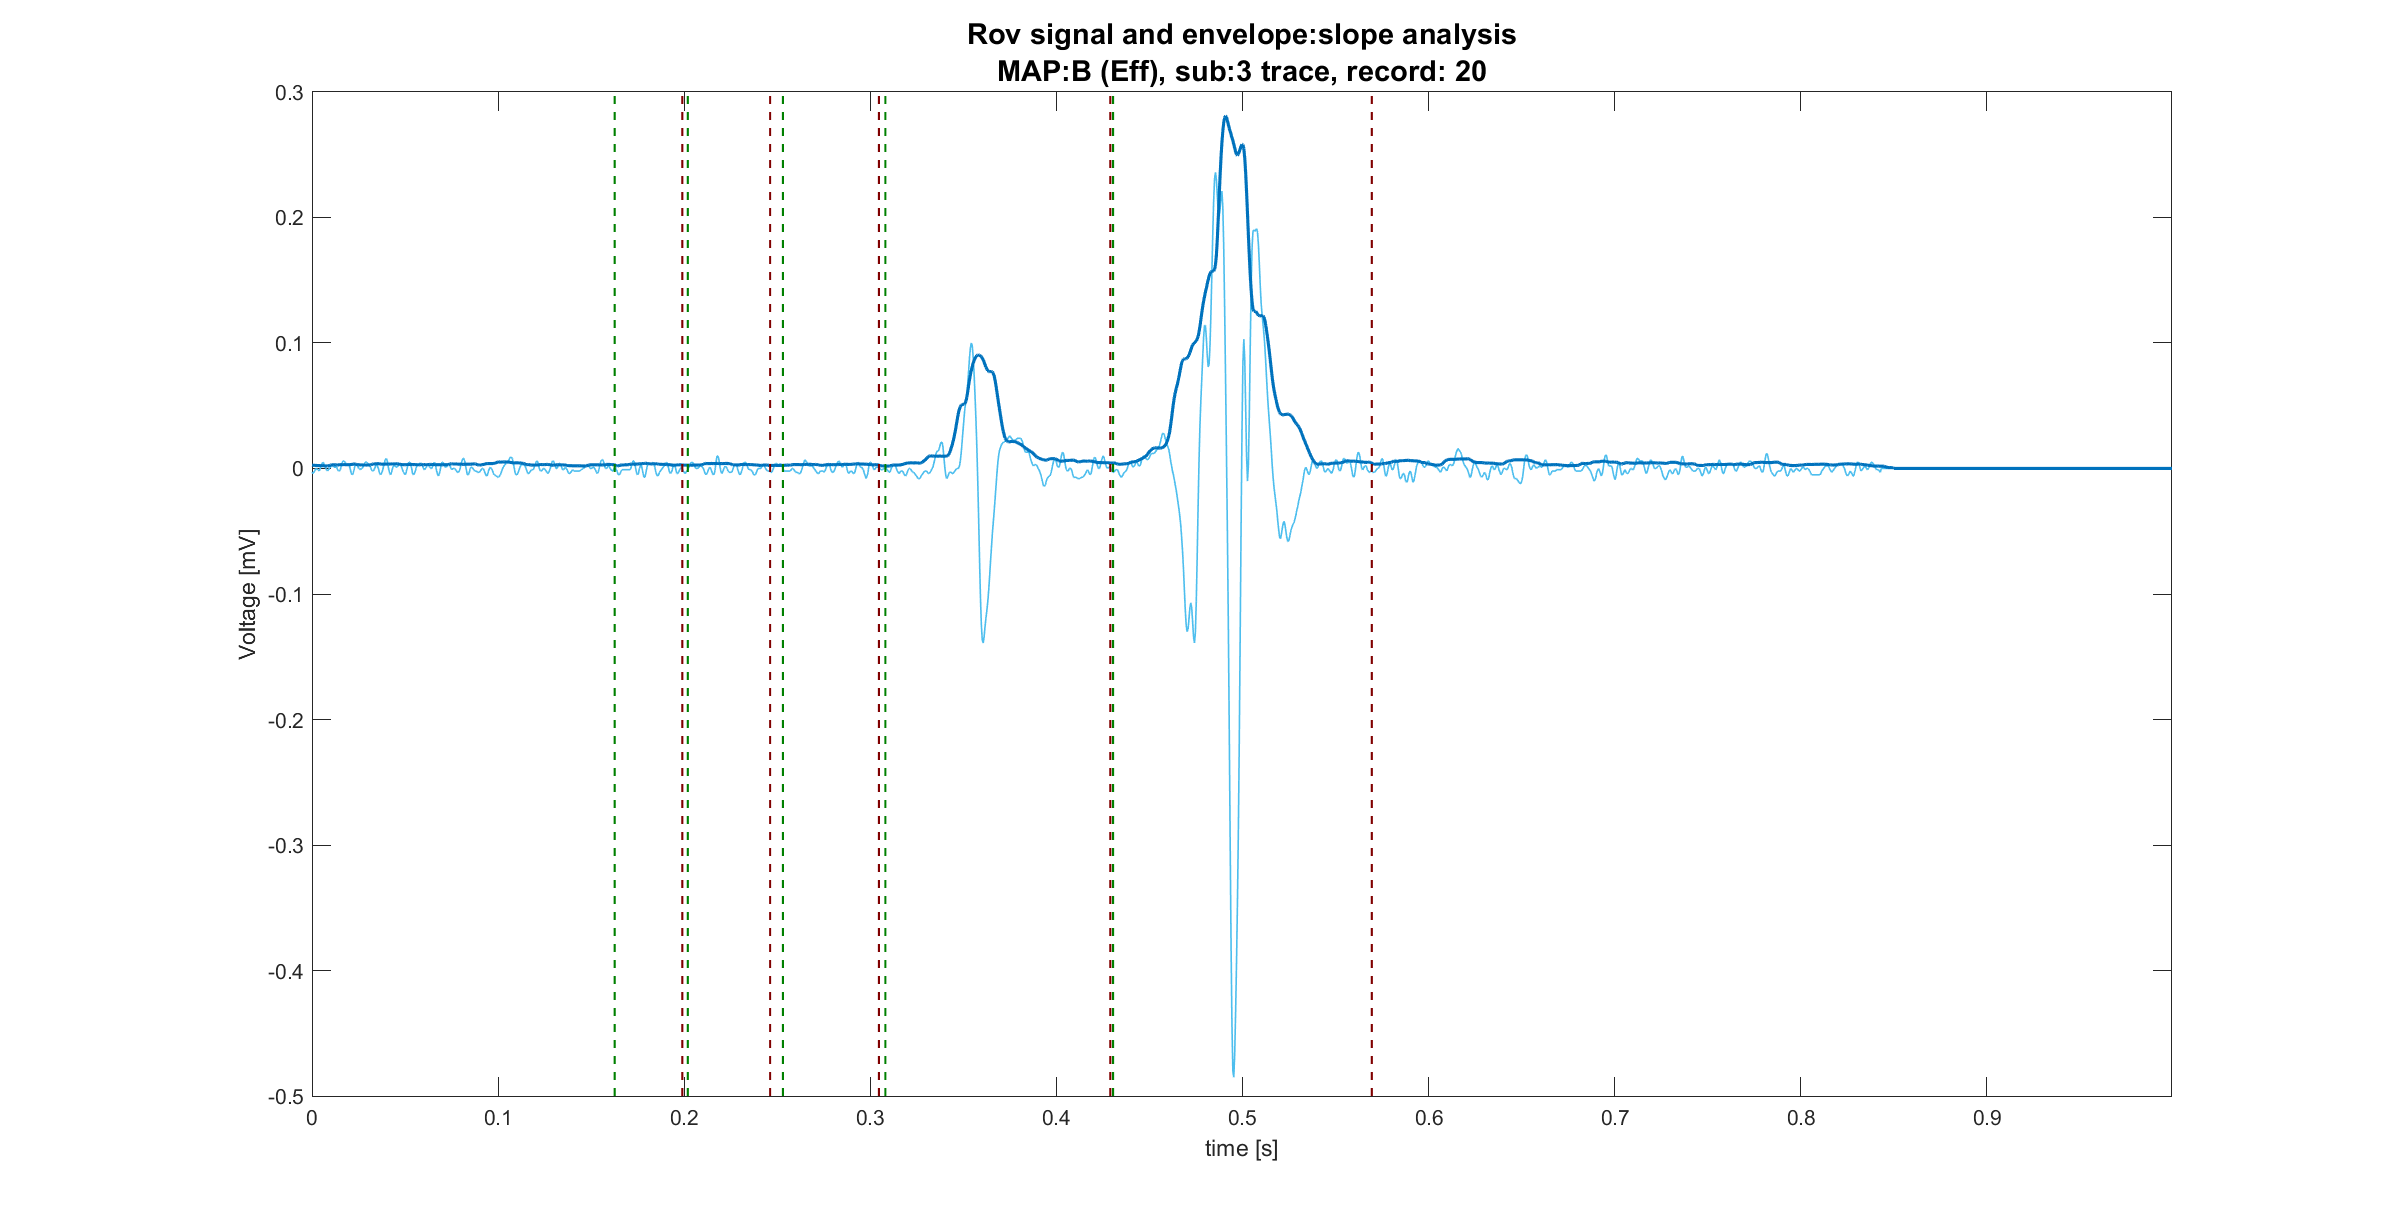 Rov signal and envelope:slope analysis
MAP:B (Eff), sub:3 trace, record: 20
0.3
0.2
0.1
0
-0.1
-0.2
-0.3
-0.4
-0.5
Voltage [mV]
0 0.1 0.2 0.3 0.4 0.5 0.6 0.7 0.8 0.9
time [s]